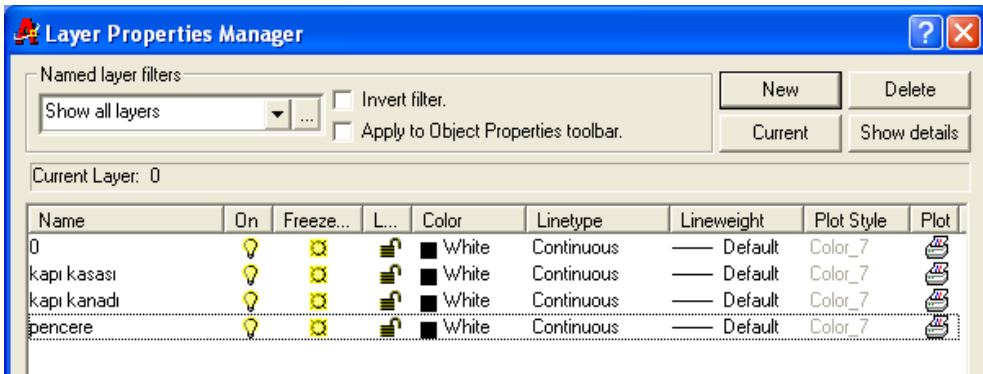 Layer Properties Manager
Named layer filters
Show all layers ... Invert filter. New Delete
Apply to Object Properties toolbar. Current Show details
Current Layer: 0
Name On Freeze... L... Color Linetype Lineweight Plot Style Plot
0 White Continuous Default Color_7
kapı kasası White Continuous Default Color_7
kapı kanadı White Continuous Default Color_7
pencere White Continuous Default Color_7